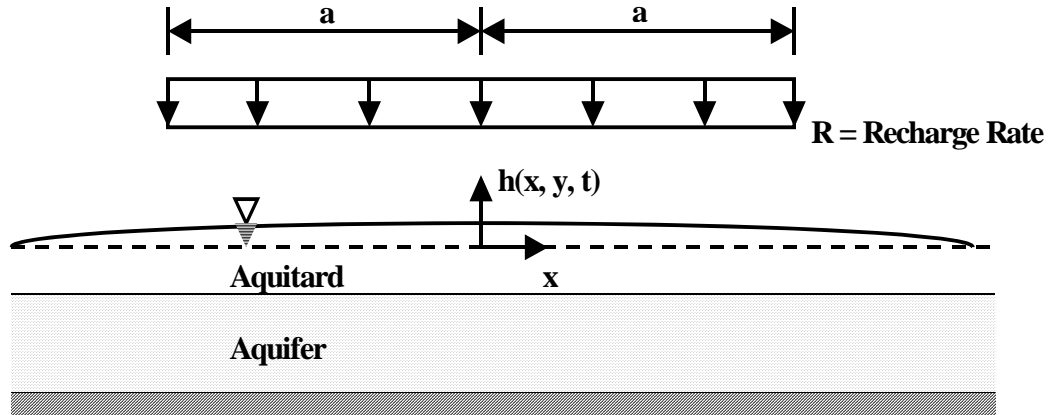 a a
R = Recharge Rate
h(x, y, t)
x
Aquitard
Aquifer